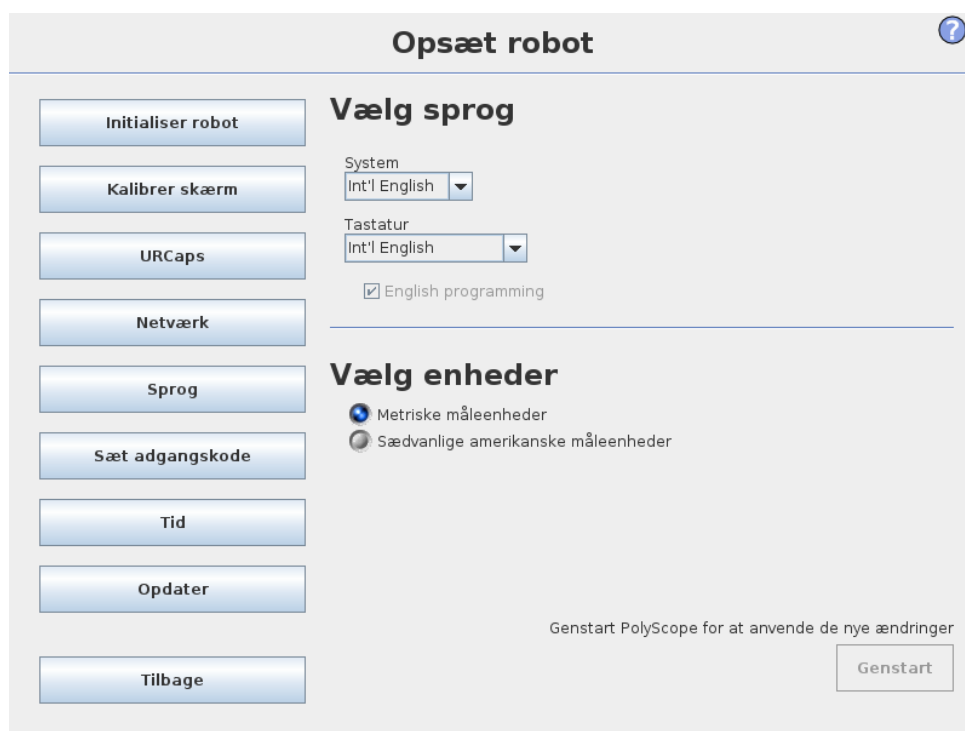 Opsæt robot
?
Initialiser robot
Kalibrer skærm
URCaps
Netværk
Sprog
Sæt adgangskode
Tid
Opdater
Tilbage
Vælg sprog
System
Int'l English
Tastatur
Int'l English
English programming
Vælg enheder
Metriske måleenheder
Sædvanlige amerikanske måleenheder
Genstart PolyScope for at anvende de nye ændringer
Genstart